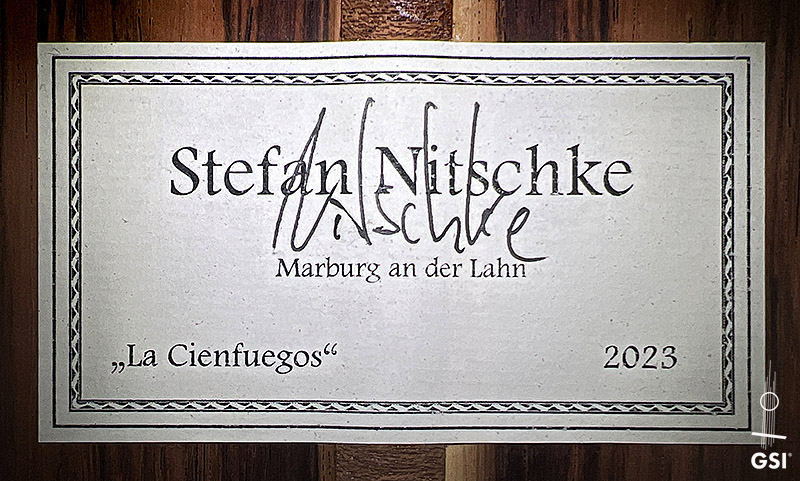 Stefan Nitschke
Nitschke
Marburg an der Lahn
„La Cienfuegos“ 2023
GSI®